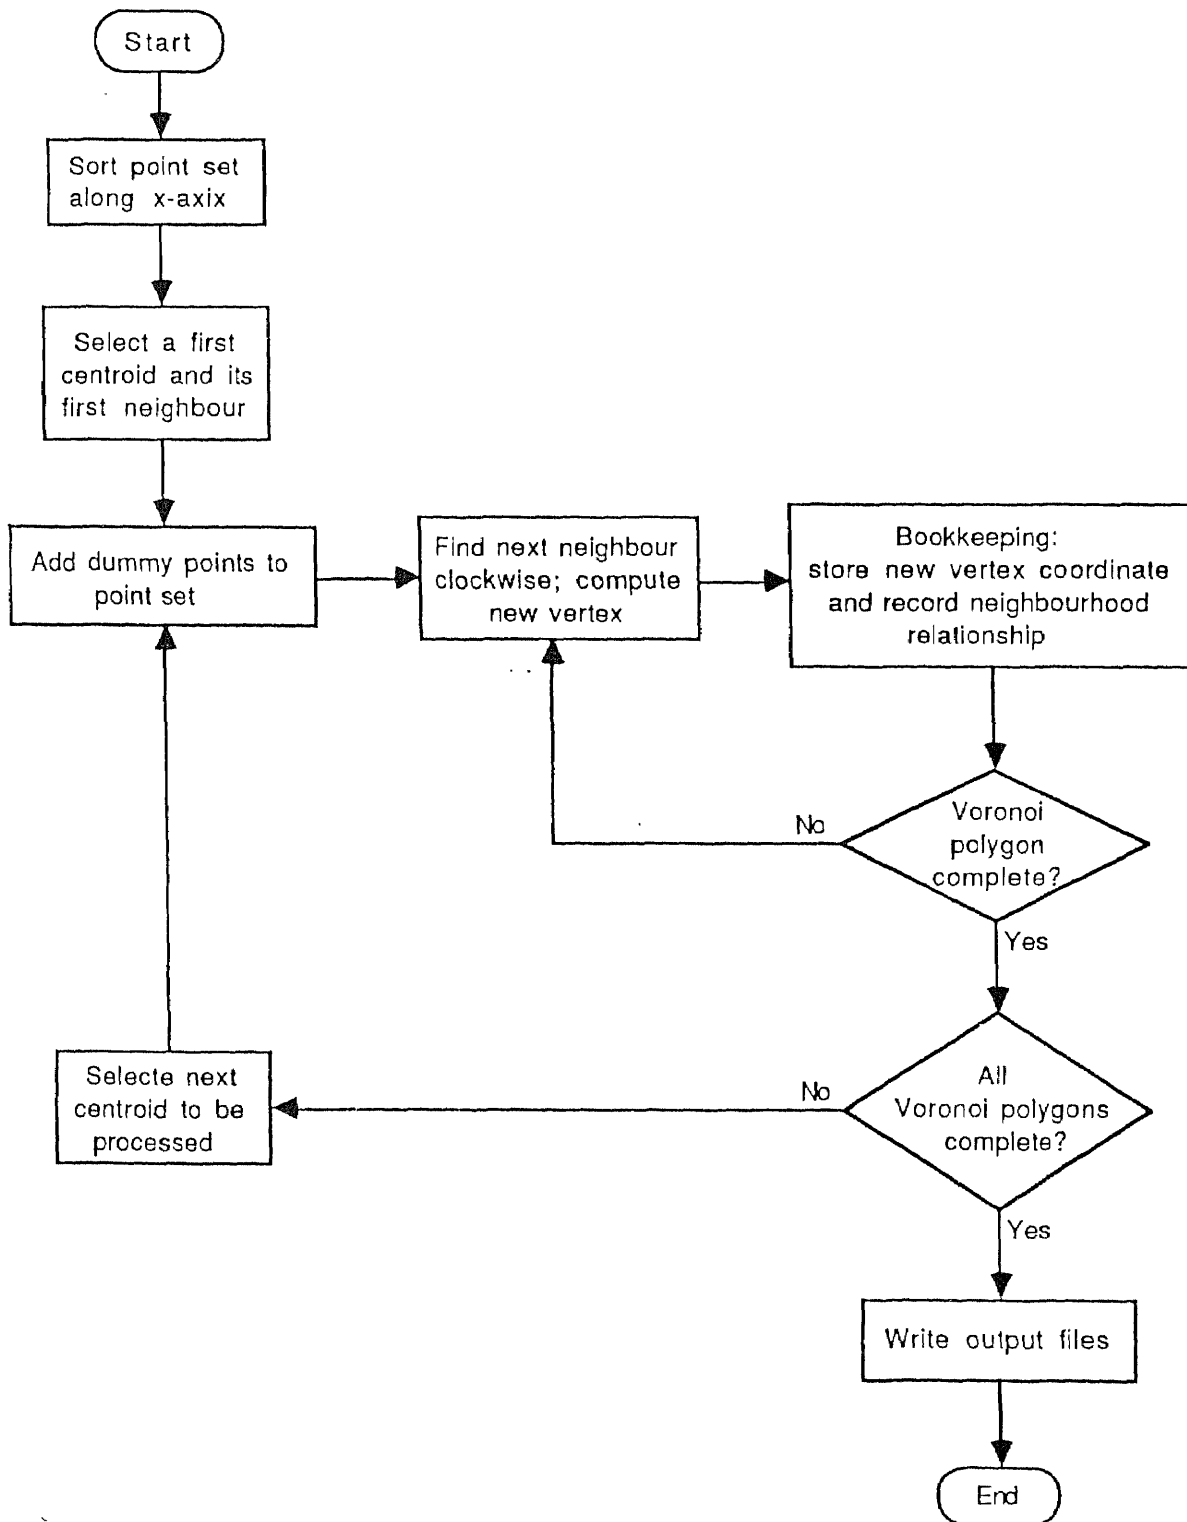 Start
Sort point set
along x-axix
Select a first
centroid and its
first neighbour
Add dummy points to
point set
Find next neighbour
clockwise; compute
new vertex
Bookkeeping:
store new vertex coordinate
and record neighbourhood
relationship
No
Voronoi
polygon
complete?
Yes
Selecte next
centroid to be
processed
No
All
Voronoi polygons
complete?
Yes
Write output files
End